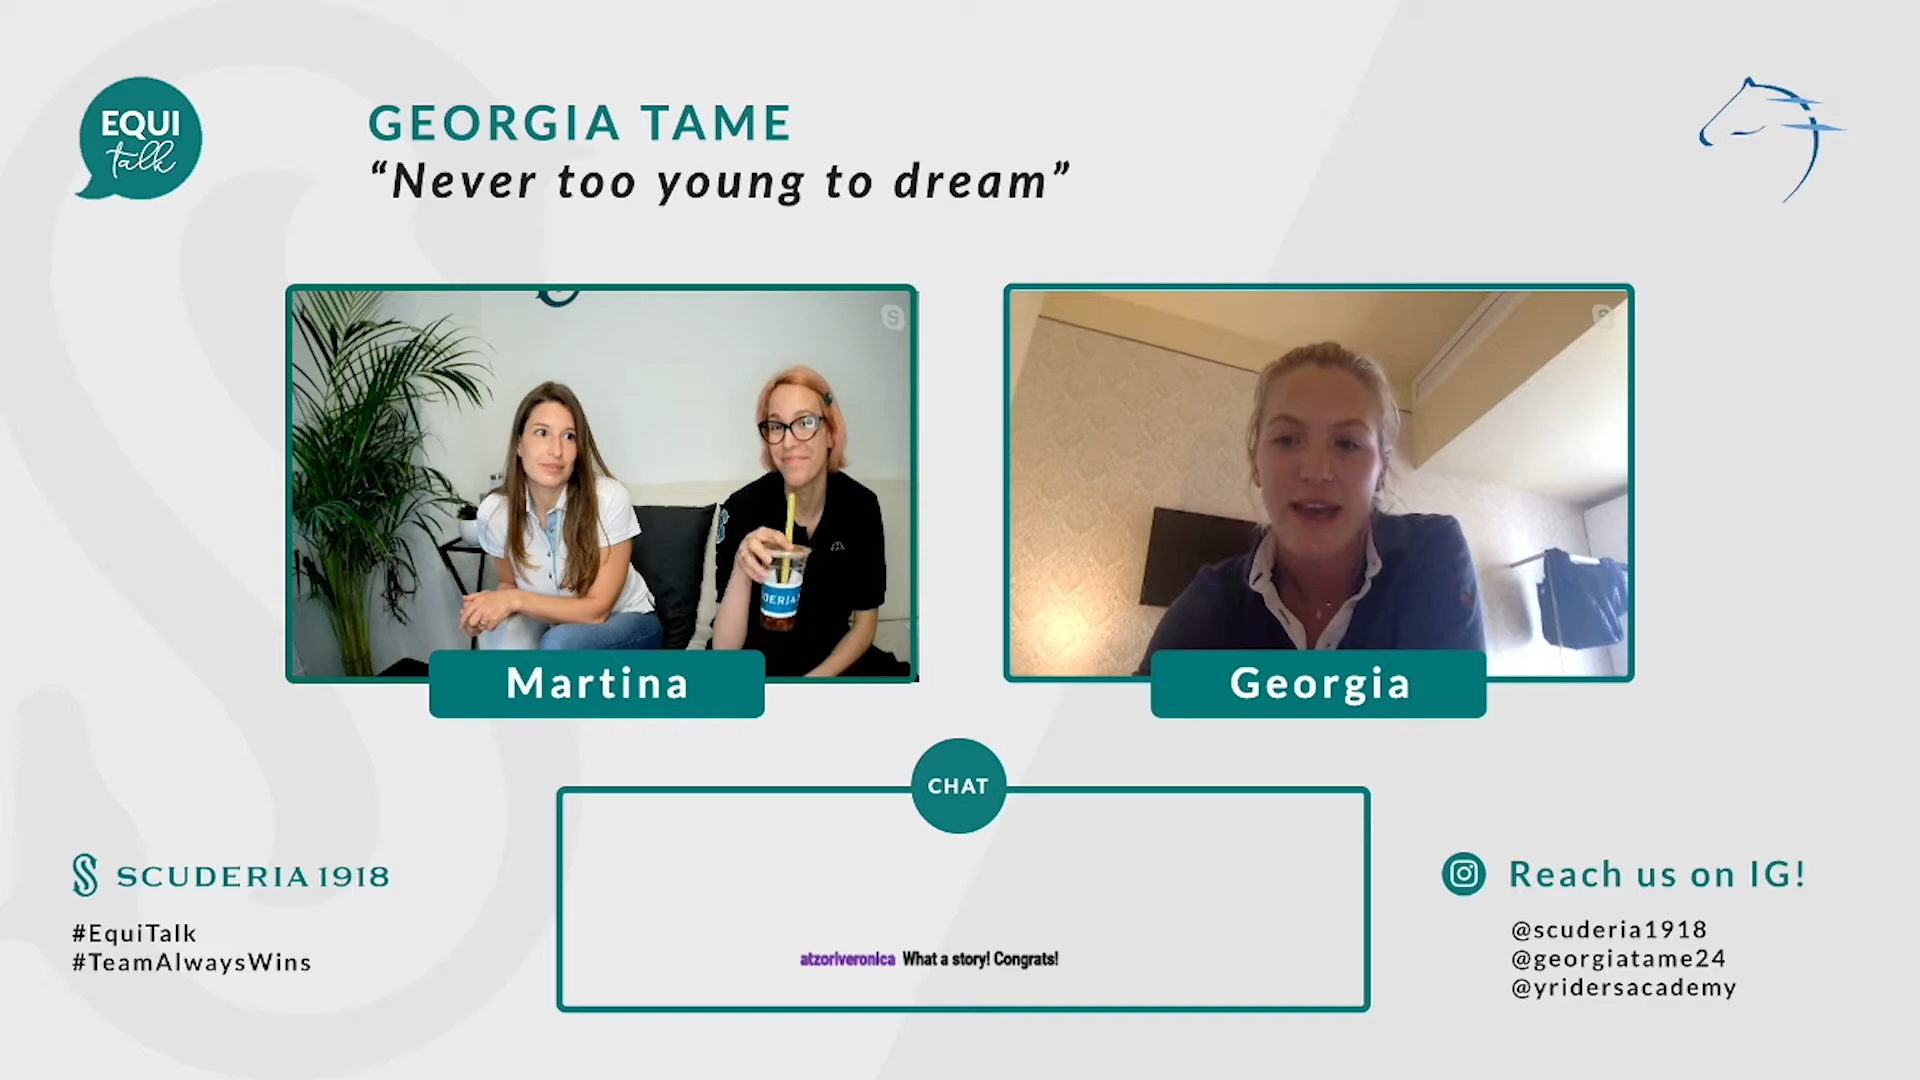 EQUI
talk
GEORGIA TAME
“Never too young to dream”
S
S
DERIA
Martina
Georgia
CHAT
atzoriveronica What a story! Congrats!
SCUDERIA 1918
#EquiTalk
#TeamAlwaysWins
Reach us on IG!
@scuderia1918
@georgiatame24
@yridersacademy